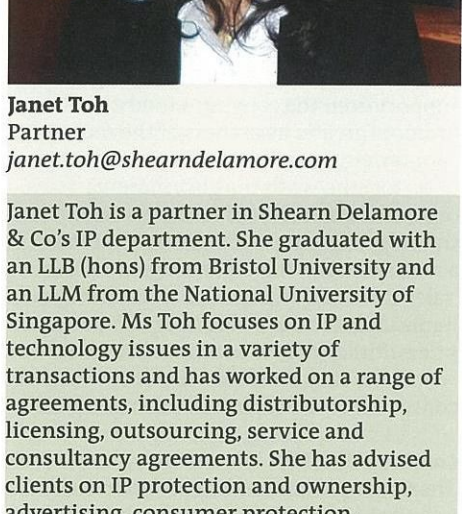 Janet Toh
Partner
janet.toh@shearndelamore.com
Janet Toh is a partner in Shearn Delamore
& Co's IP department. She graduated with
an LLB (hons) from Bristol University and
an LLM from the National University of
Singapore. Ms Toh focuses on IP and
technology issues in a variety of
transactions and has worked on a range of
agreements, including distributorship,
licensing, outsourcing, service and
consultancy agreements. She has advised
clients on IP protection and ownership,
advertising, consumer protection,